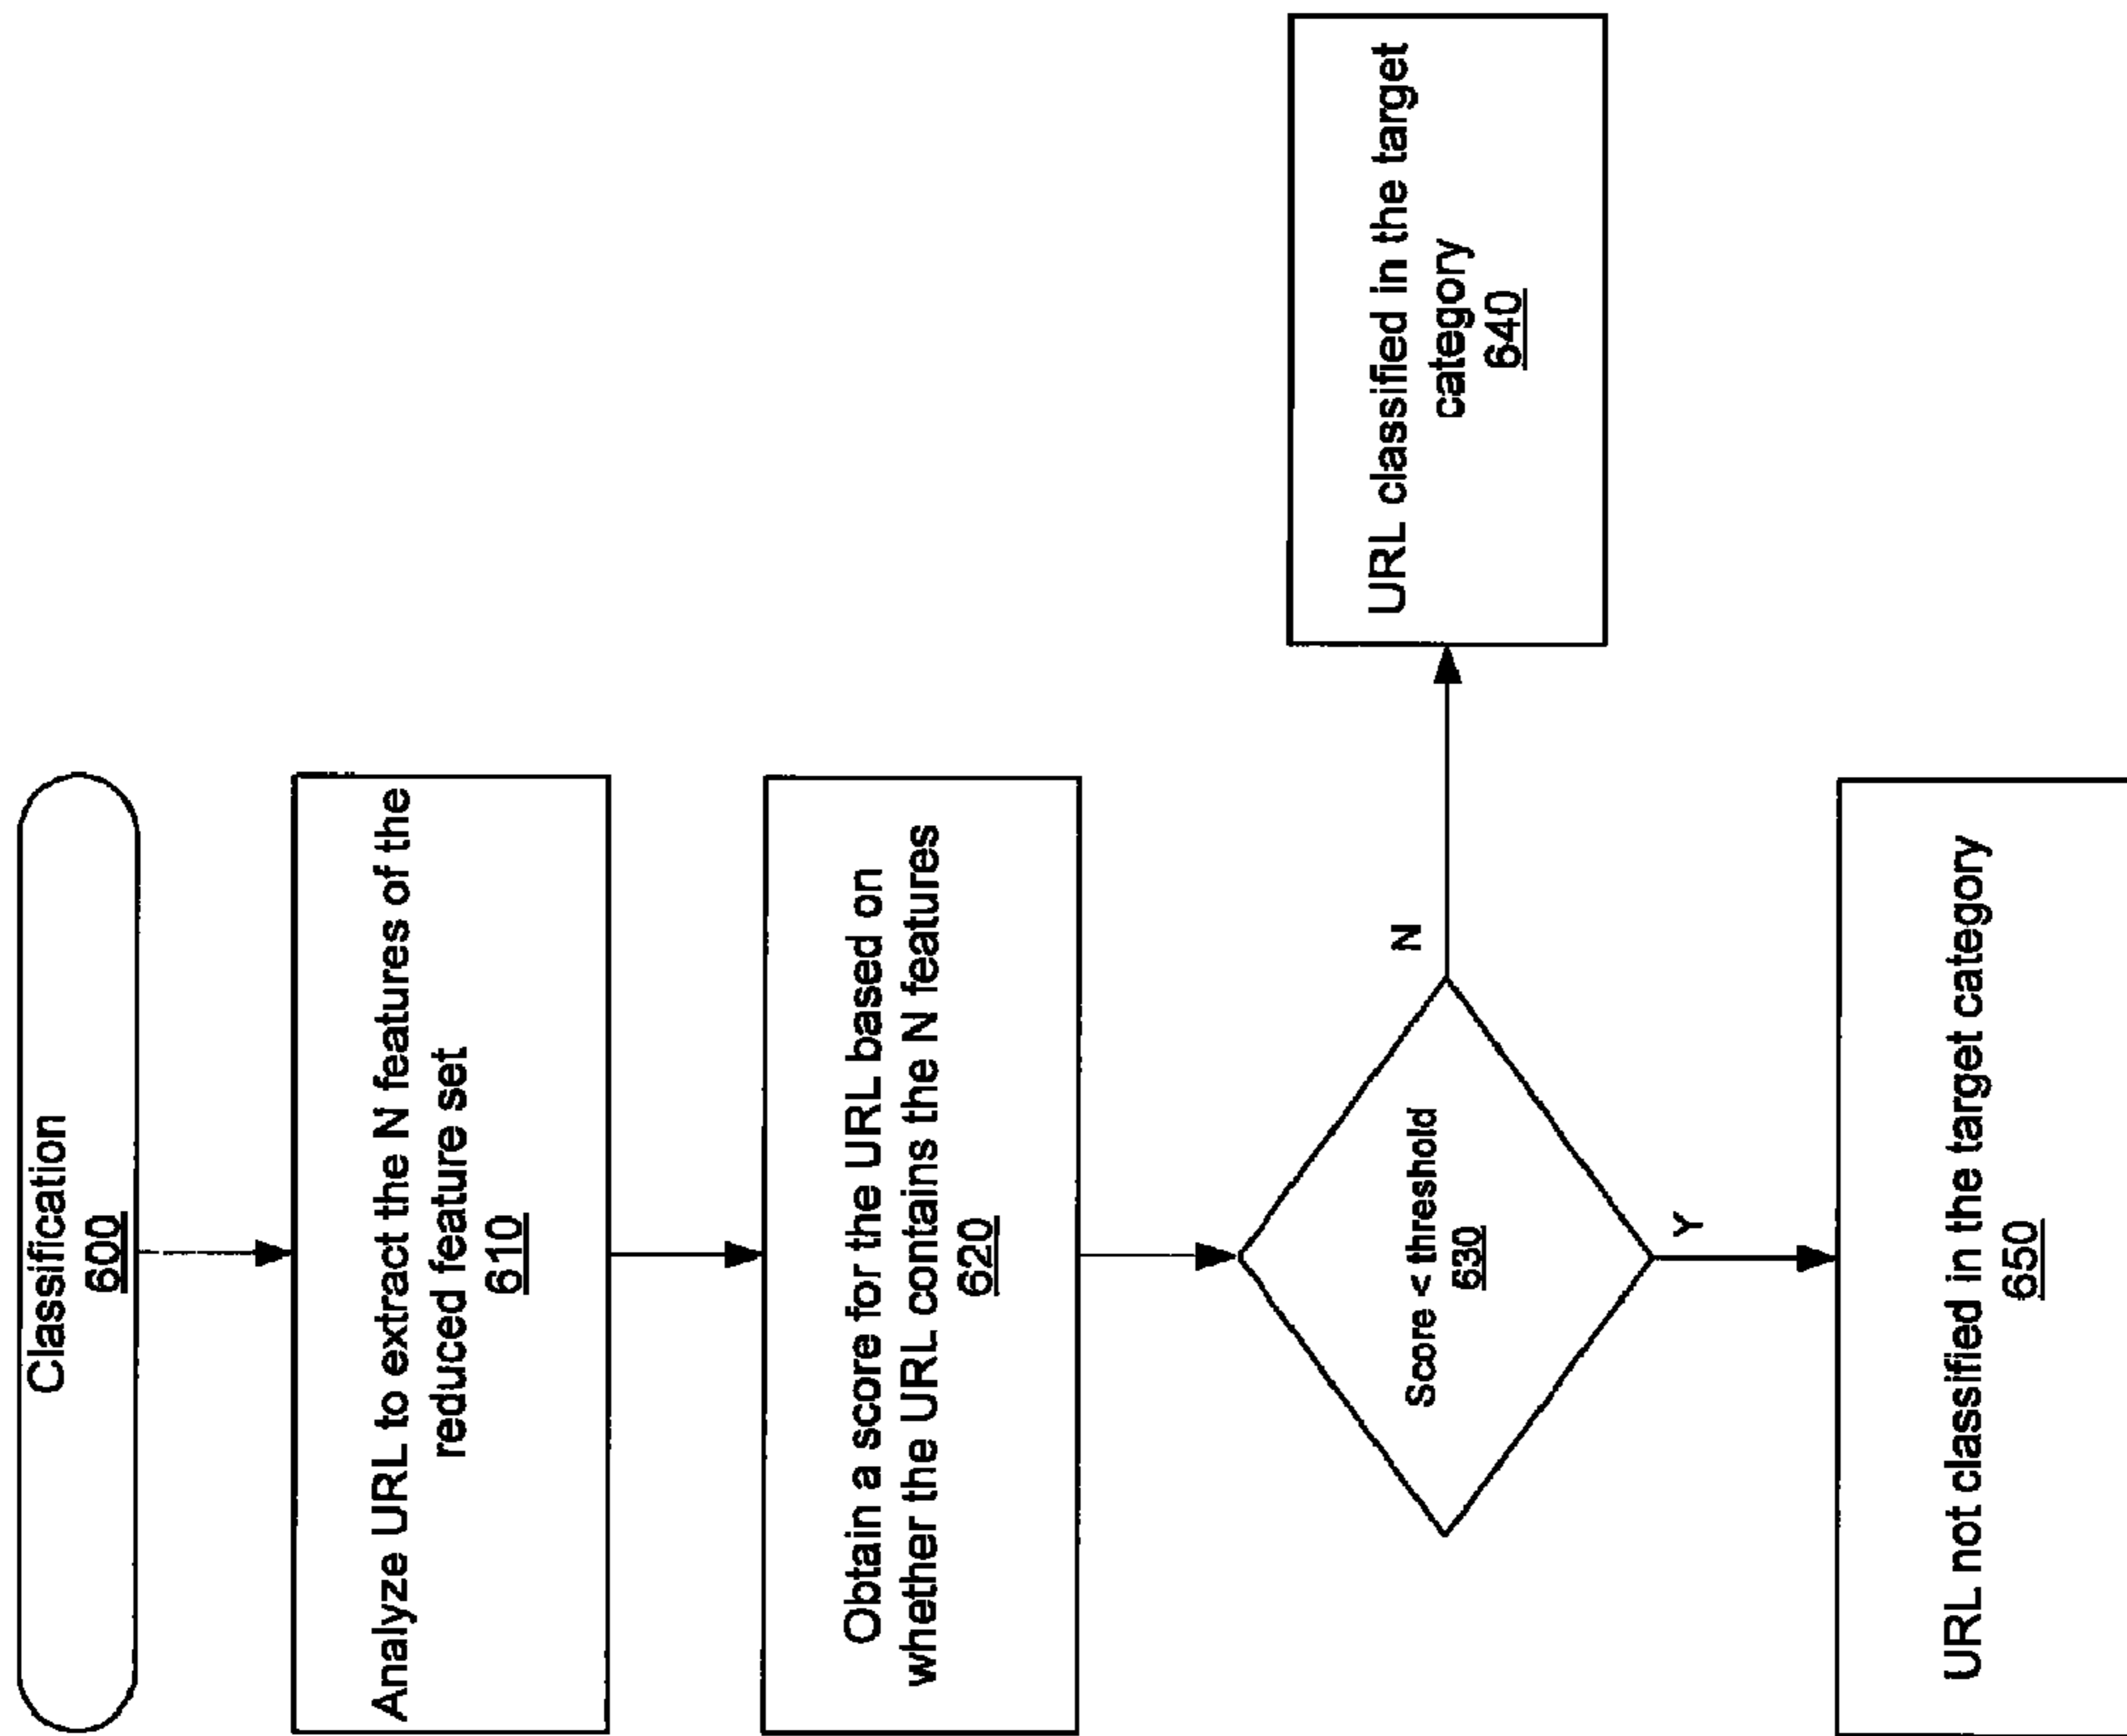 Classification
600
Analyze URL to extract the N features of the
reduced feature set
610
Obtain a score for the URL based on
whether the URL contains the N features
620
Score < threshold
630
N
URL classified in the target
category
640
Y
URL not classified in the target category
650